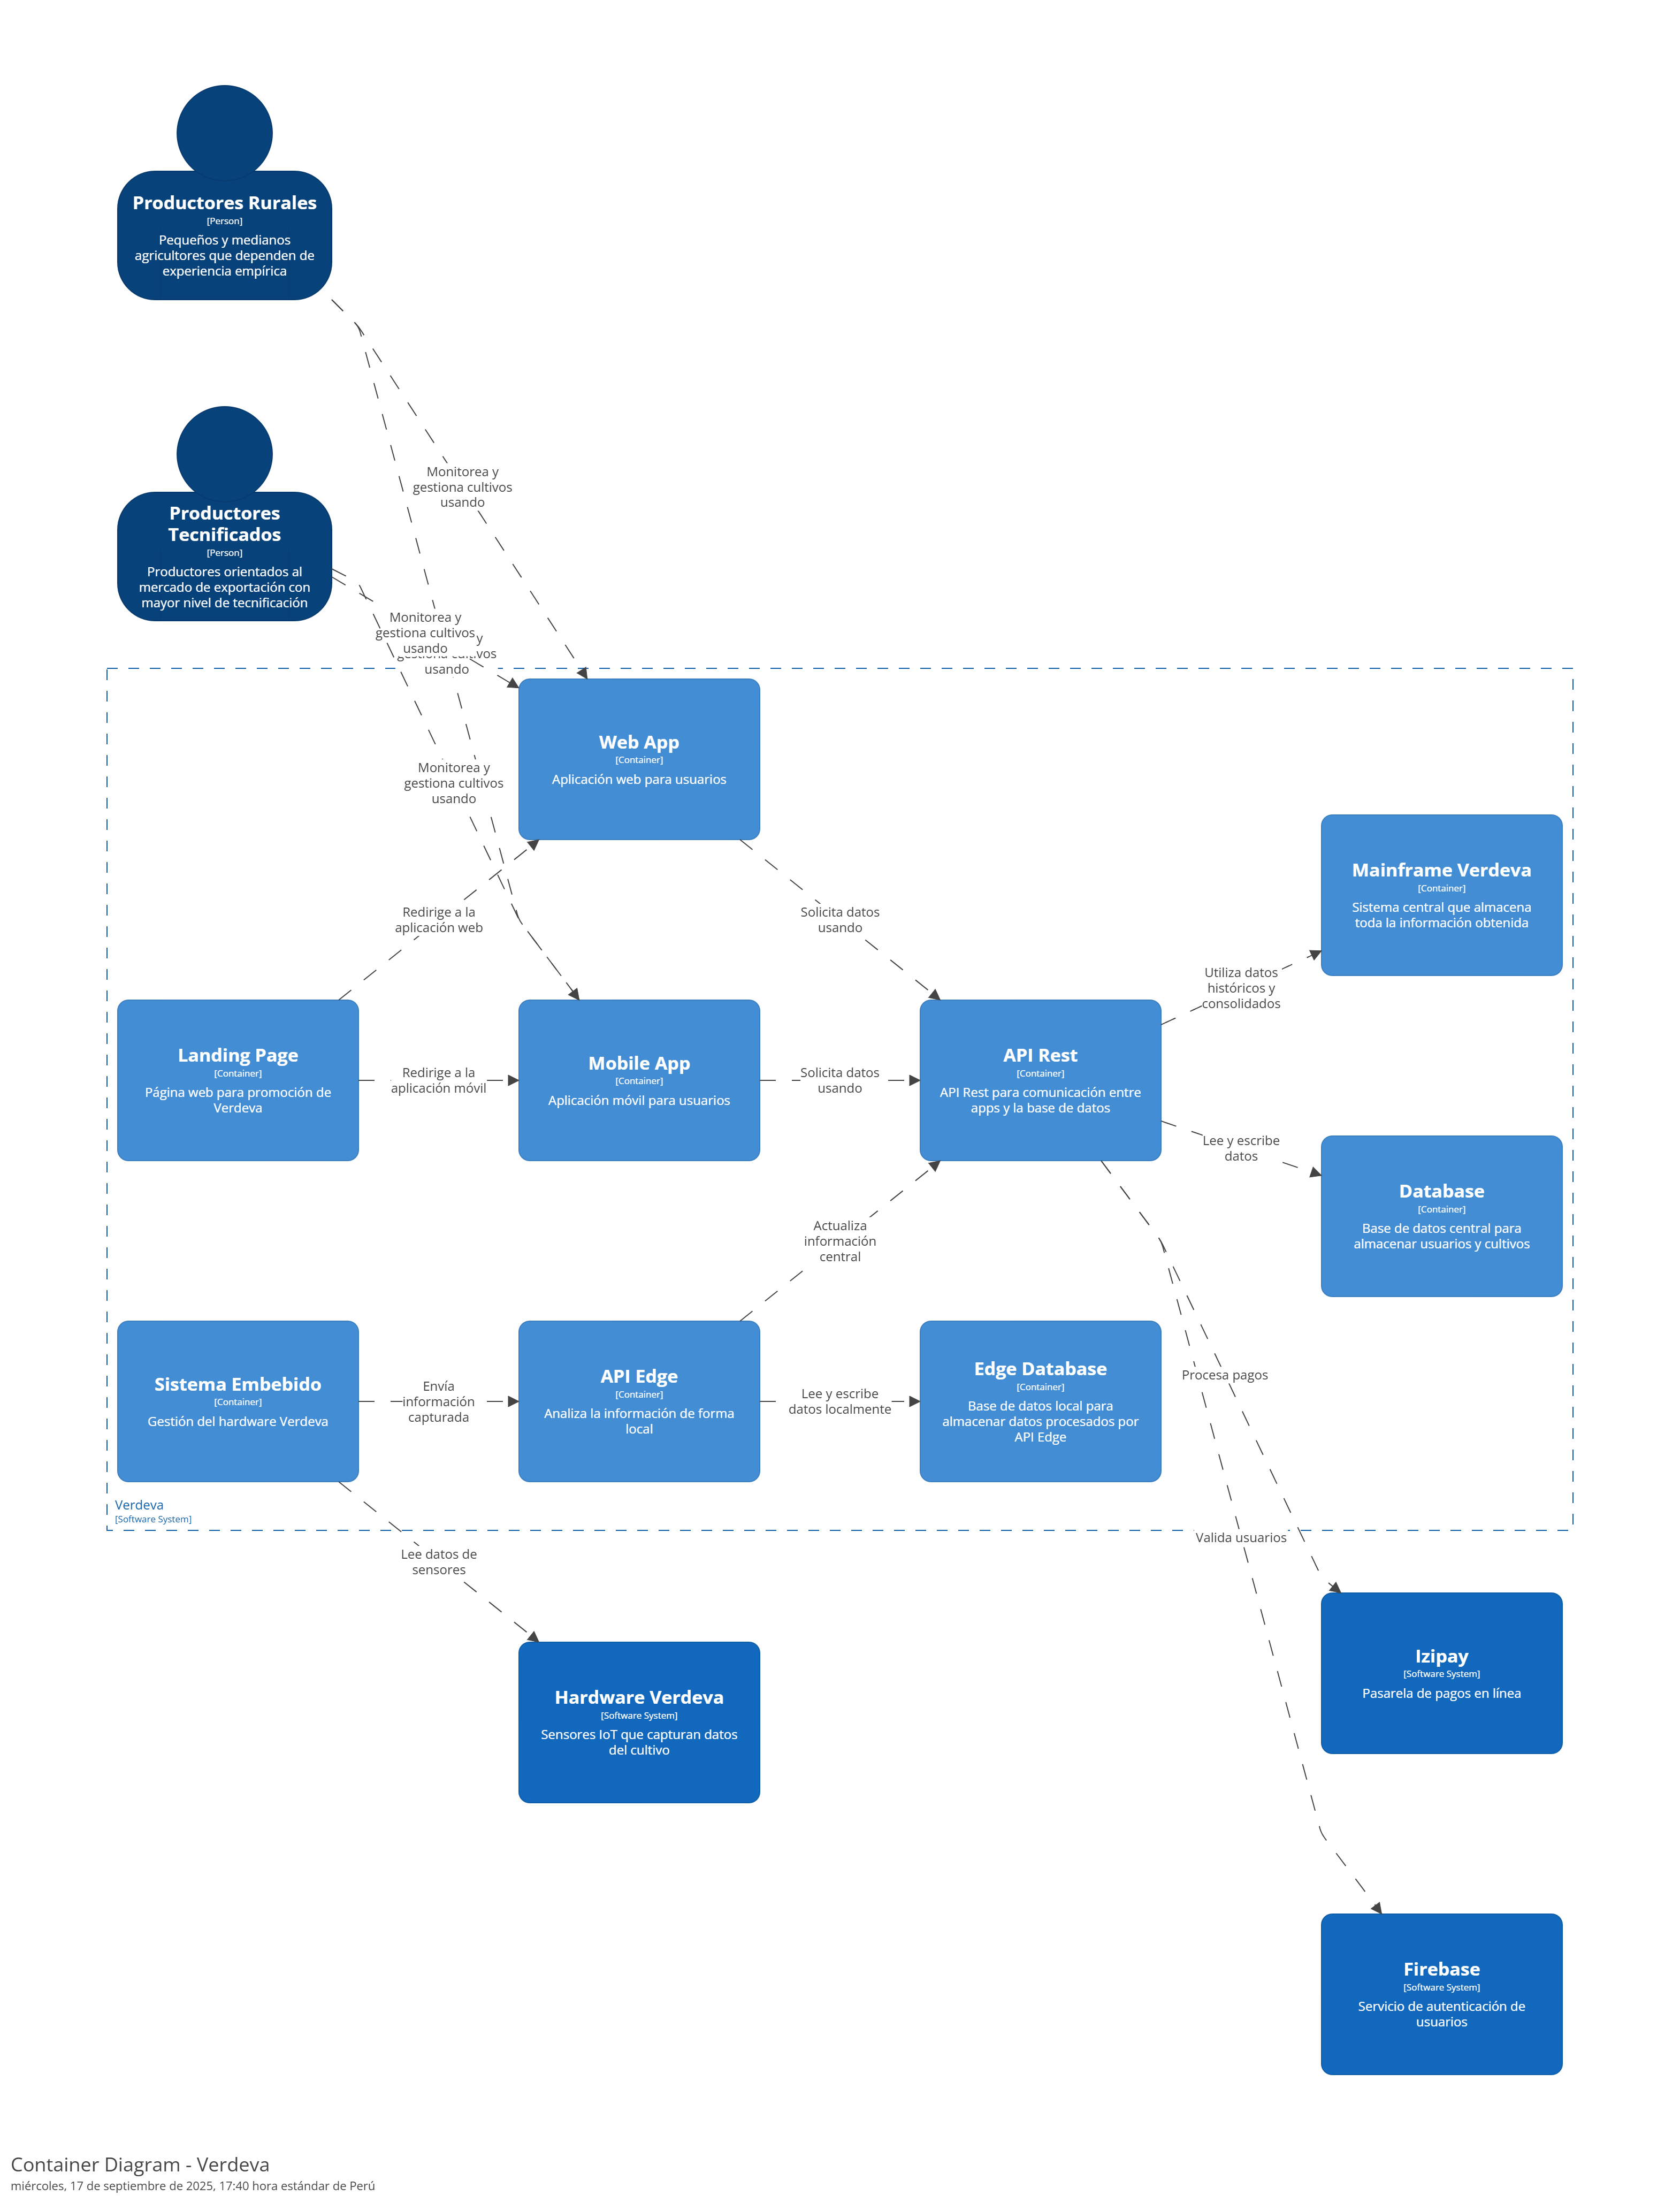 Productores Rurales
[Person]
Pequeños y medianos
agricultores que dependen de
experiencia empírica
Productores
Tecnificados
[Person]
Productores orientados al
mercado de exportación con
mayor nivel de tecnificación
Monitorea y
gestiona cultivos
usando
Monitorea y
gestiona cultivos
usando
y
gestiona cultivos
usando
Monitorea y
gestiona cultivos
usando
Web App
[Container]
Aplicación web para usuarios
Redirige a la
aplicación web
Solicita datos
usando
Mainframe Verdeva
[Container]
Sistema central que almacena
toda la información obtenida
Utiliza datos
históricos y
consolidados
Landing Page
[Container]
Página web para promoción de
Verdeva
Redirige a la
aplicación móvil
Mobile App
[Container]
Aplicación móvil para usuarios
Solicita datos
usando
API Rest
[Container]
API Rest para comunicación entre
apps y la base de datos
Lee y escribe
datos
Database
[Container]
Base de datos central para
almacenar usuarios y cultivos
Actualiza
información
central
Sistema Embebido
[Container]
Gestión del hardware Verdeva
Envía
información
capturada
API Edge
[Container]
Analiza la información de forma
local
Lee y escribe
datos localmente
Edge Database
[Container]
Base de datos local para
almacenar datos procesados por
API Edge
Procesa pagos
Verdeva
[Software System]
Valida usuarios
Lee datos de
sensores
Hardware Verdeva
[Software System]
Sensores IoT que capturan datos
del cultivo
Izipay
[Software System]
Pasarela de pagos en línea
Firebase
[Software System]
Servicio de autenticación de
usuarios
Container Diagram - Verdeva
miércoles, 17 de septiembre de 2025, 17:40 hora estándar de Perú